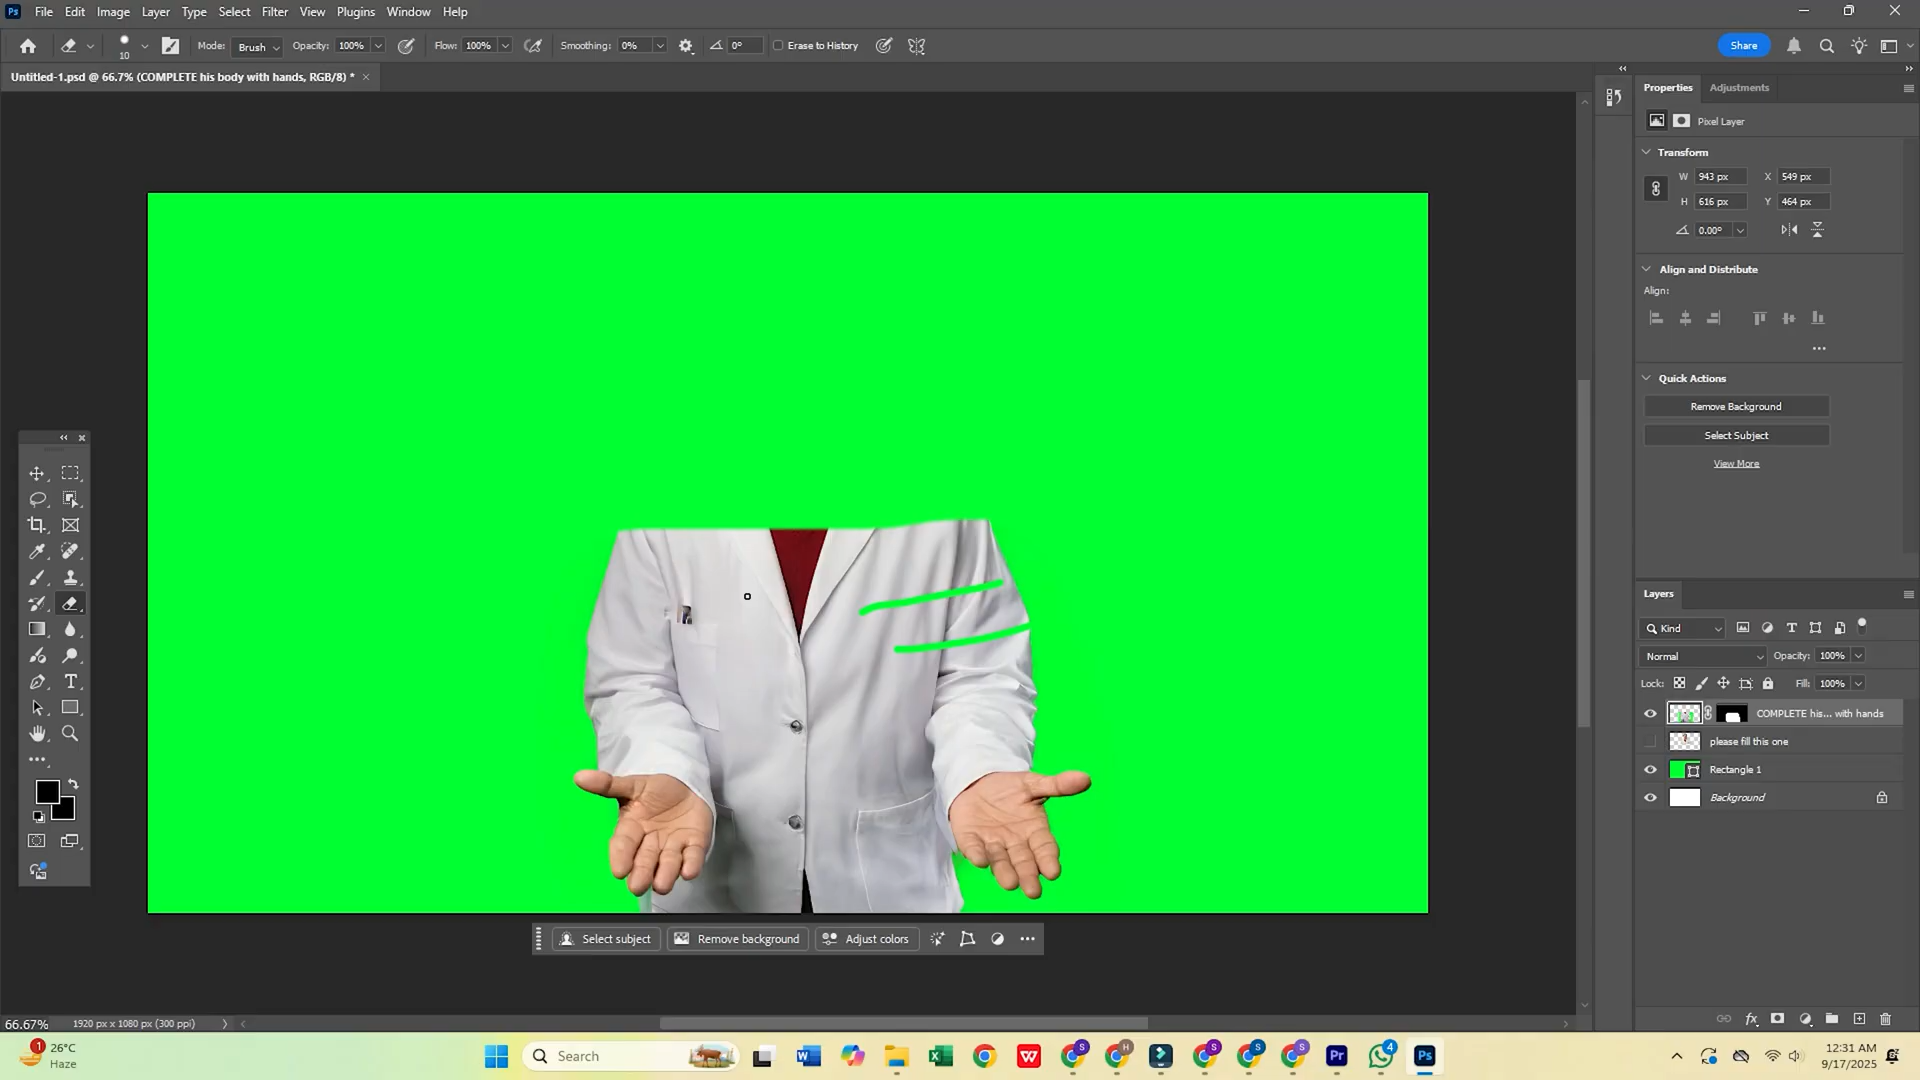 File Edit Image Layer Type Select Filter View Plugins Window Help
10 Mode: Brush Opacity: 100% Flow: 100% Smoothing: 0% 0° Erase to History Share
Untitled-1.psd @ 66.7% (COMPLETE his body with hands, RGB/8) *
Properties Adjustments
Pixel Layer
Transform
W 943 px X 549 px
H 616 px Y 464 px
0.00°
Align and Distribute
Align:
Quick Actions
Remove Background
Select Subject
View More
Layers
Kind
Normal Opacity: 100%
Lock: Fill: 100%
COMPLETE his... with hands
please fill this one
Rectangle 1
Background
Select subject Remove background Adjust colors
66.67% 1920 px x 1080 px (300 ppi)
1 26°C
Haze
Search
4
12:31 AM
9/17/2025